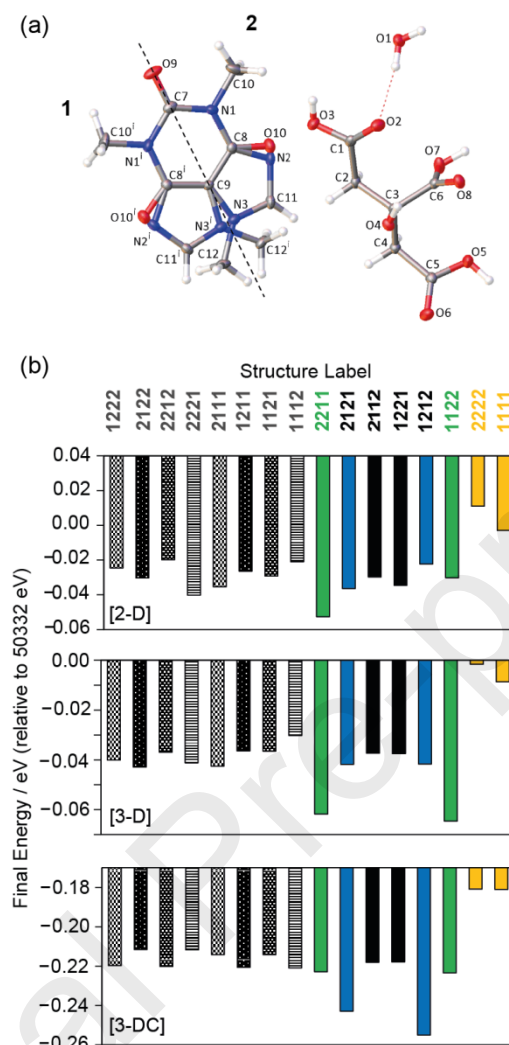 (a)
2
1
O9
C7
C10
N1
O10
C8
N2
C10ⁱ
N1ⁱ
C8ⁱ
C9
N3
C11
O10ⁱ
N3ⁱ
N2ⁱ
C12
C12ⁱ
C11ⁱ
O1
O3
O2
C1
O7
C2
C3
C6
O8
O4
C4
C5
O5
O6
(b)
Structure Label
1222 2122 2212 2221 2111 1211 1121 1112 2211 2121 2112 1221 1212 1122 2222 1111
Final Energy / eV (relative to 50332 eV)
0.04
0.02
0.00
−0.02
−0.04
−0.06
[2-D]
0.00
−0.02
−0.04
−0.06
[3-D]
−0.18
−0.20
−0.22
−0.24
−0.26
[3-DC]
al Pre-p